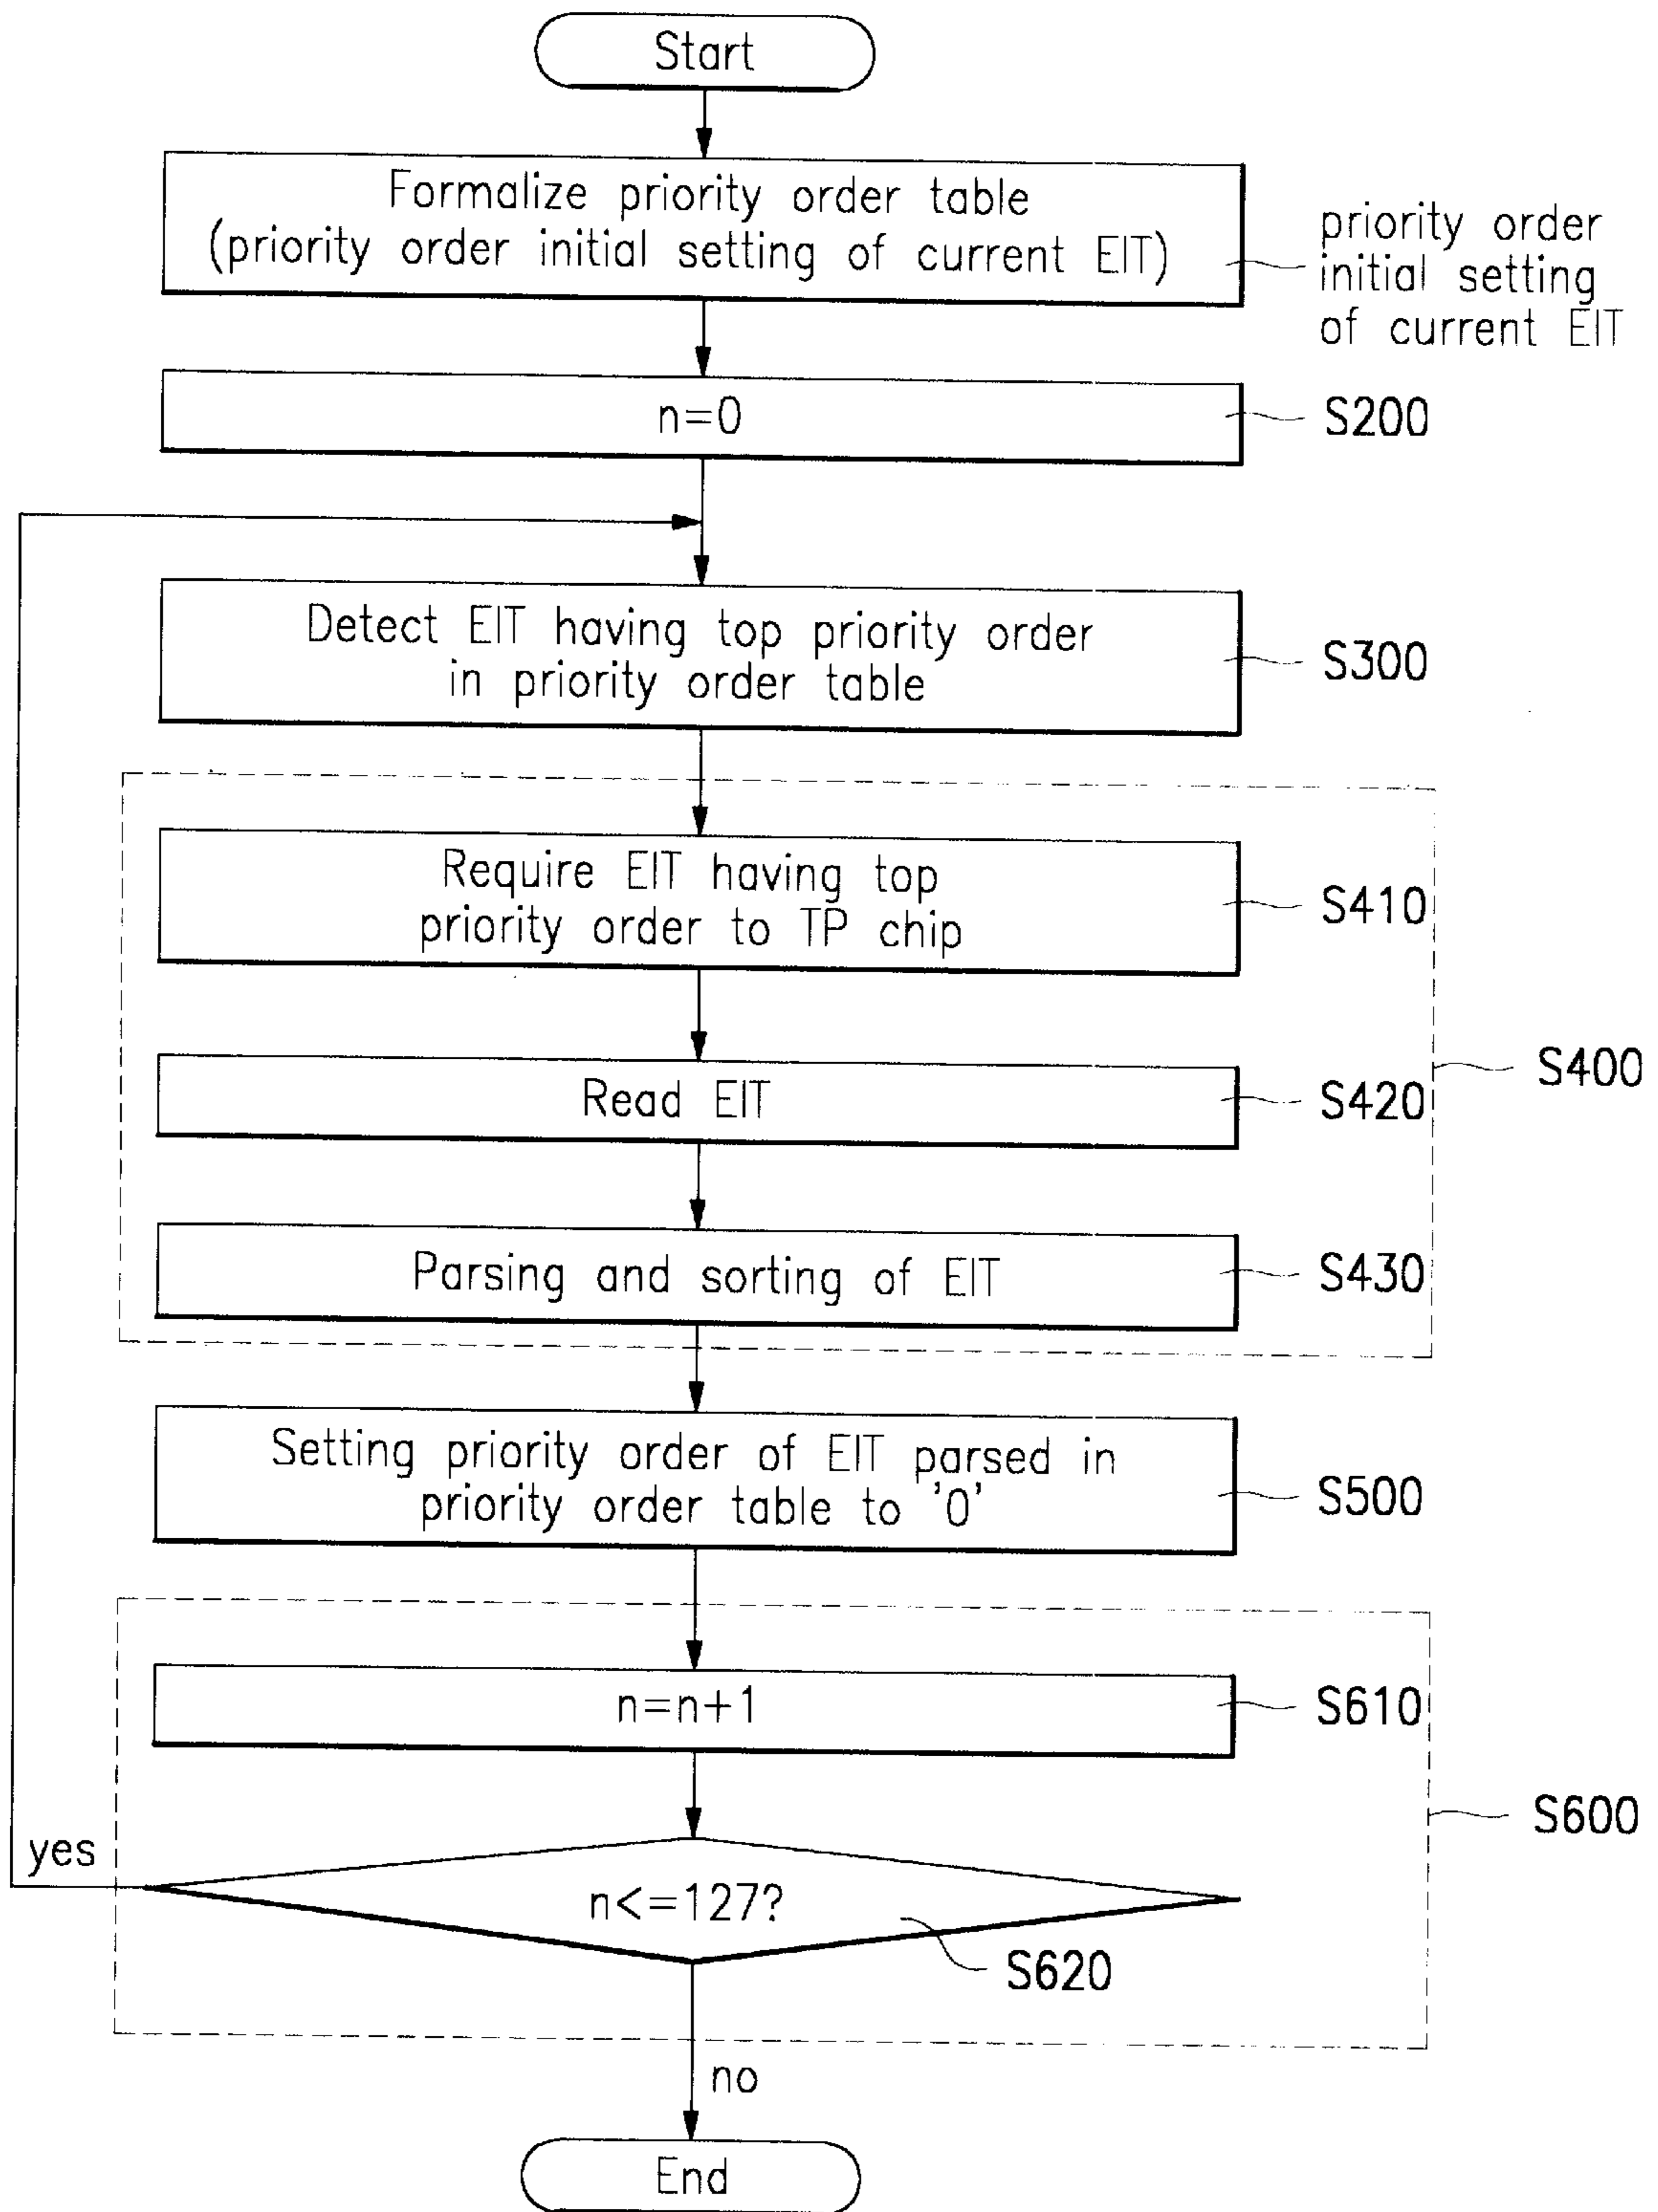 Start
Formalize priority order table
(priority order initial setting of current EIT)
priority order
initial setting
of current EIT
n=0
S200
Detect EIT having top priority order
in priority order table
S300
Require EIT having top
priority order to TP chip
S410
S400
Read EIT
S420
Parsing and sorting of EIT
S430
Setting priority order of EIT parsed in
priority order table to '0'
S500
n=n+1
S610
S600
yes
n<=127?
S620
no
End